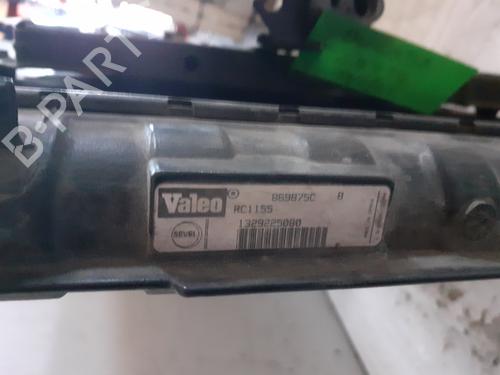 B-PARTS
Valeo ® 869875C B
RC1155
SEVEL 1329225080